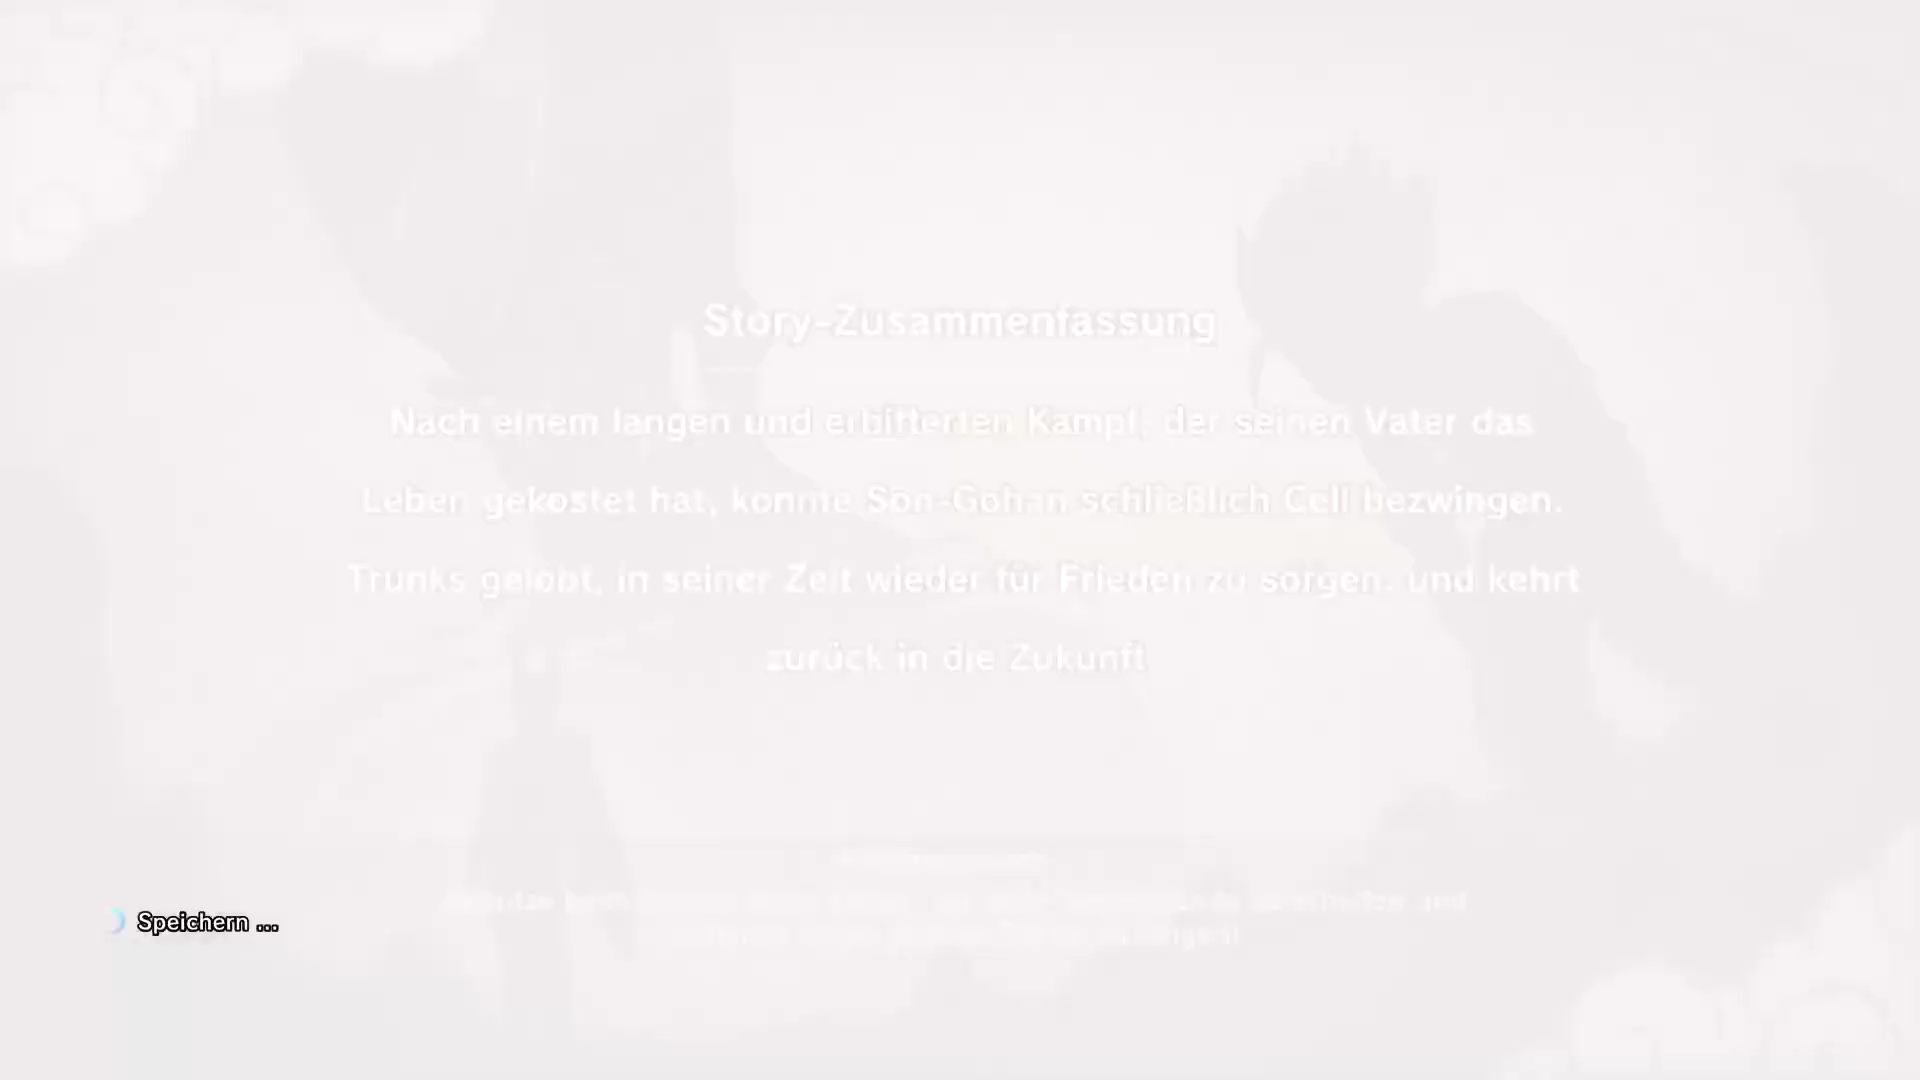 Story-Zusammenfassung
Nach einem langen und erbitterten Kampf, der seinen Vater das
Leben gekostet hat, konnte Son-Gohan schließlich Cell bezwingen.
Trunks gelobt, in seiner Zeit wieder für Frieden zu sorgen, und kehrt
zurück in die Zukunft
Speichern ...